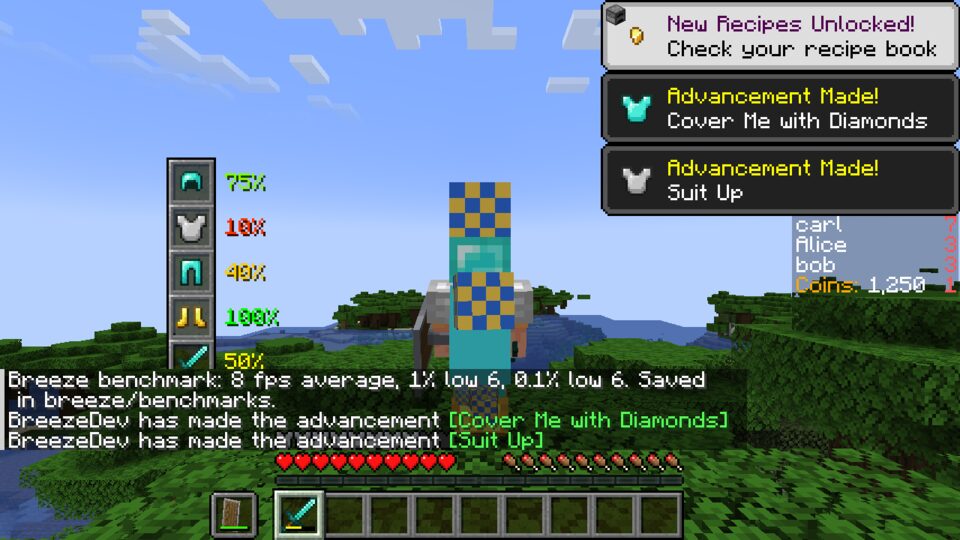 New Recipes Unlocked!
Check your recipe book
Advancement Made!
Cover Me with Diamonds
Advancement Made!
Suit Up
75%
10%
40%
100%
50%
carl 7
Alice 3
bob
Coins: 1,250 1
Breeze benchmark: 8 fps average, 1% low 6, 0.1% low 6. Saved
in breeze/benchmarks.
BreezeDev has made the advancement [Cover Me with Diamonds]
BreezeDev has made the advancement [Suit Up]